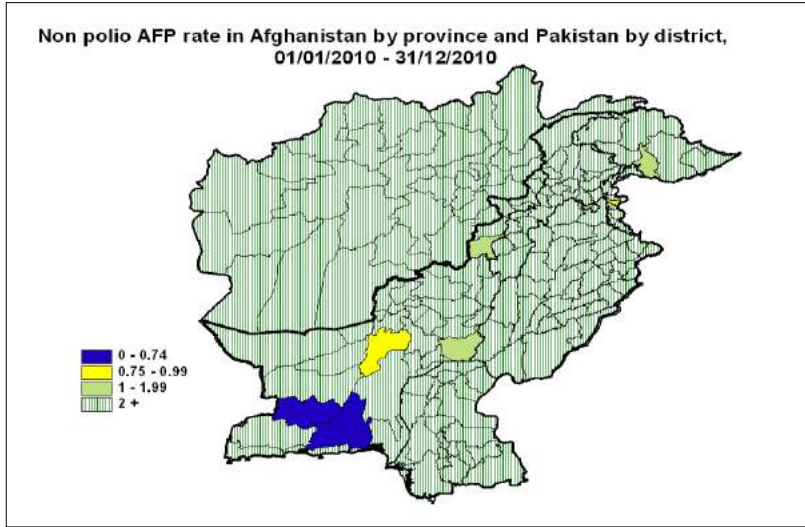 Non polio AFP rate in Afghanistan by province and Pakistan by district,
01/01/2010 - 31/12/2010
0 - 0.74
0.75 - 0.99
1 - 1.99
2 +